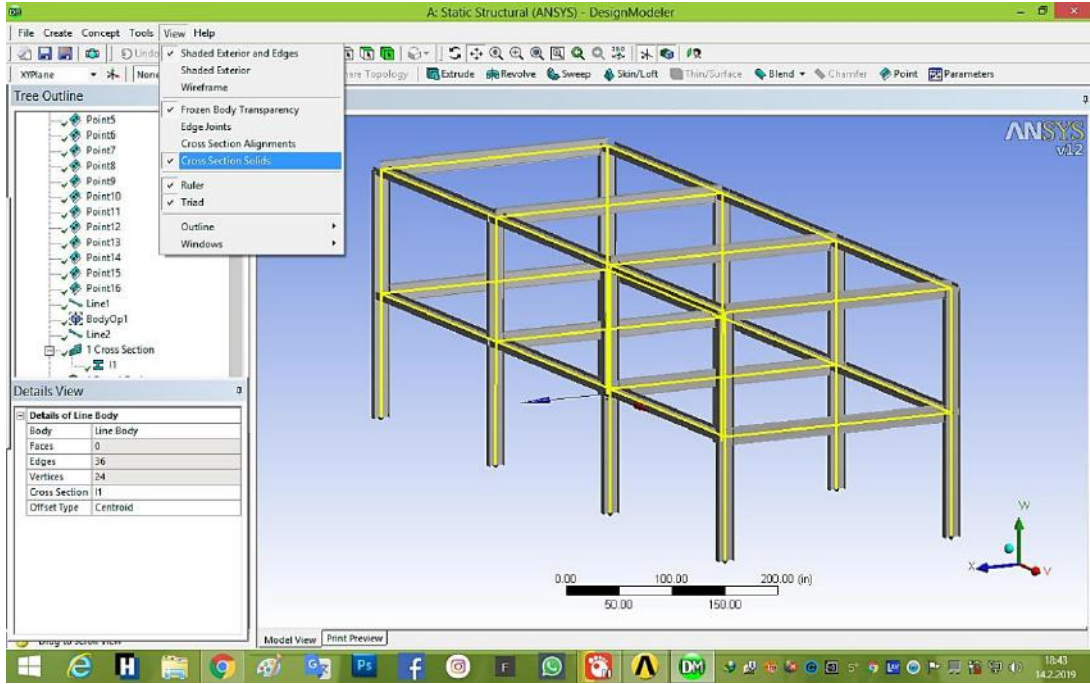 A: Static Structural (ANSYS) - DesignModeler
File Create Concept Tools View Help
Undo
XYPlane
None
Extrude Revolve Sweep Skin/Loft Thin/Surface Blend Chamfer Point Parameters
Shaded Exterior and Edges
Shaded Exterior
Wireframe
Frozen Body Transparency
Edge Joints
Cross Section Alignments
Cross Section Solids
Ruler
Triad
Outline
Windows
Tree Outline
Point5
Point6
Point7
Point8
Point9
Point10
Point11
Point12
Point13
Point14
Point15
Point16
Line1
BodyOp1
Line2
1 Cross Section
I1
Details View
Details of Line Body
Body Line Body
Faces 0
Edges 36
Vertices 24
Cross Section I1
Offset Type Centroid
ANSYS
v12
W
X
V
0.00 100.00 200.00 (in)
50.00 150.00
Model View Print Preview
Ps
DM
18:43
14.2.2019